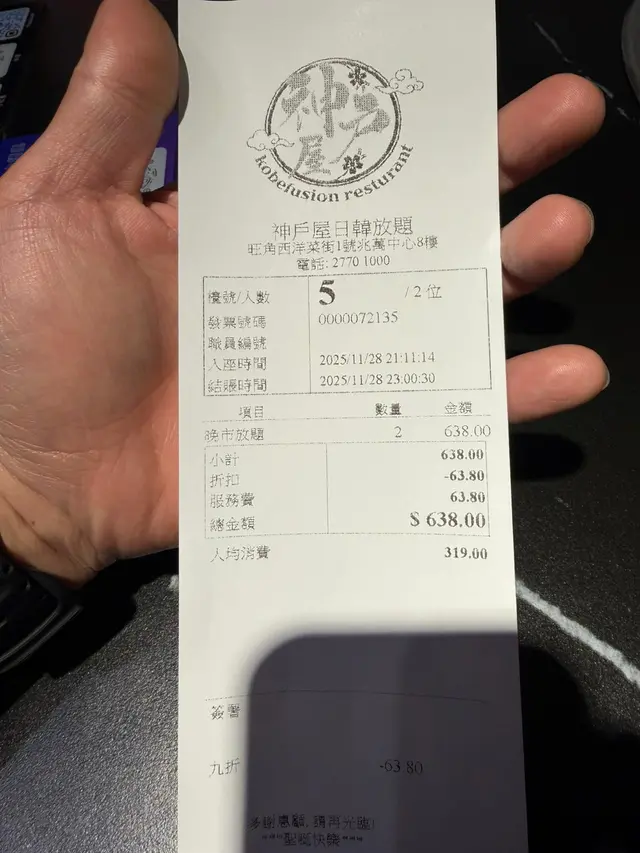 神戶屋
kobefusion resturant
神戶屋日韓放題
旺角西洋菜街1號兆萬中心8樓
電話: 2770 1000
檯號/人數 5 / 2 位
發票號碼 0000072135
職員編號
入座時間 2025/11/28 21:11:14
結賬時間 2025/11/28 23:00:30
項目 數量 金額
晚市放題 2 638.00
小計 638.00
折扣 -63.80
服務費 63.80
總金額 $ 638.00
人均消費 319.00
簽署
九折 -63.80
多謝惠顧, 請再光臨!
***聖誕快樂***